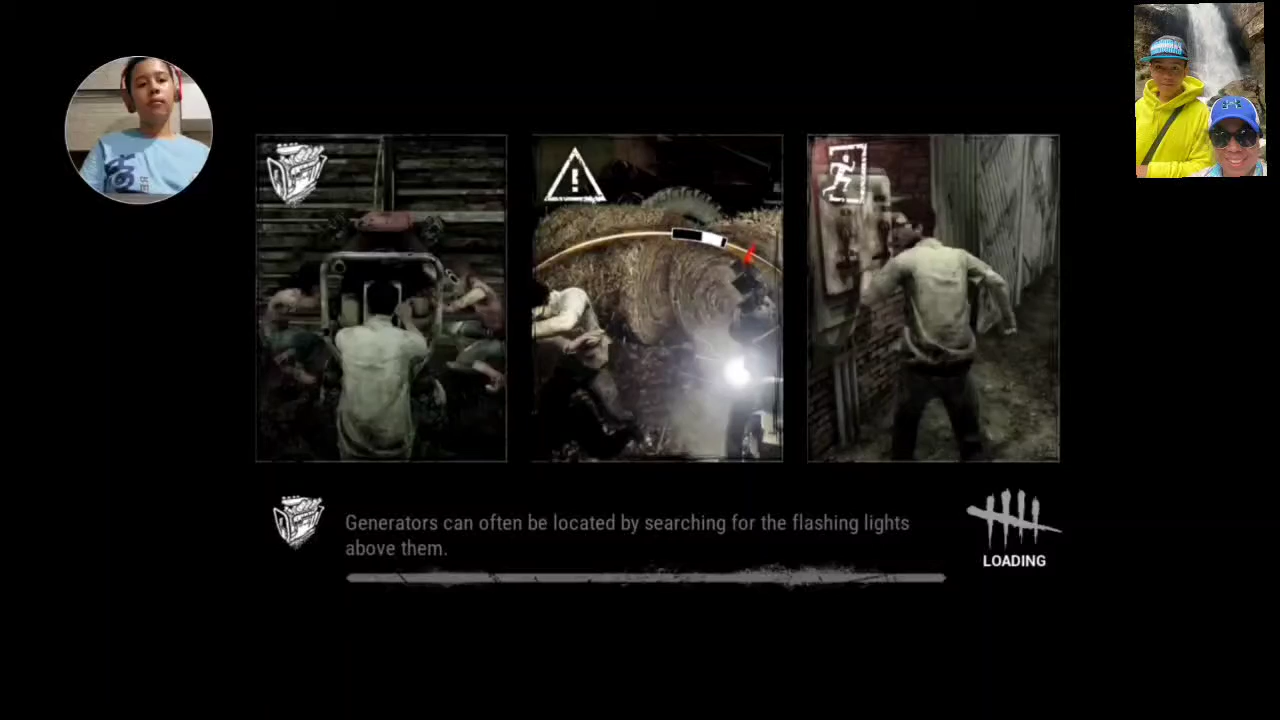 Generators can often be located by searching for the flashing lights
above them.
LOADING